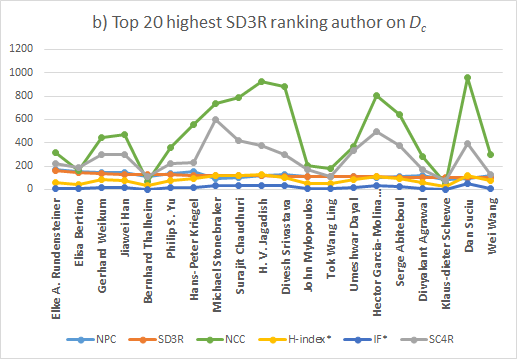 b) Top 20 highest SD3R ranking author on Dc
1200
1000
800
600
400
200
0
Elke A. Rundensteiner
Elisa Bertino
Gerhard Weikum
Jiawei Han
Bernhard Thalheim
Philip S. Yu
Hans-Peter Kriegel
Michael Stonebraker
Surajit Chaudhuri
H. V. Jagadish
Divesh Srivastava
John Mylopoulos
Tok Wang Ling
Umeshwar Dayal
Hector Garcia-Molin...
Serge Abiteboul
Divyakant Agrawal
Klaus-dieter Schewe
Dan Suciu
Wei Wang
NPC SD3R NCC H-index* IF* SC4R